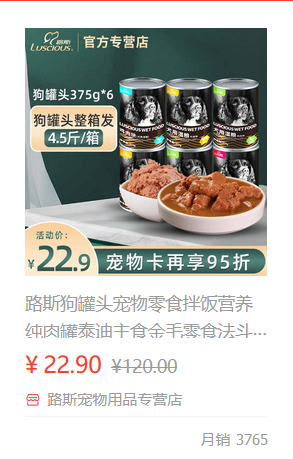 路斯
LUSCIOUS
官方专营店
狗罐头375g*6
狗罐头整箱发
4.5斤/箱
LUSCIOUS WET FOOD
活动价:
¥22.9
宠物卡再享95折
路斯狗罐头宠物零食拌饭营养
纯肉罐泰迪主食金毛零食法斗...
¥ 22.90 ¥120.00
路斯宠物用品专营店
月销 3765